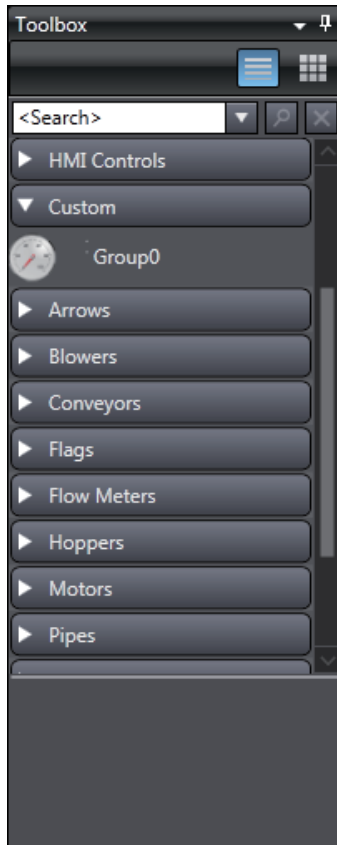 Toolbox
<Search>
HMI Controls
Custom
Group0
Arrows
Blowers
Conveyors
Flags
Flow Meters
Hoppers
Motors
Pipes